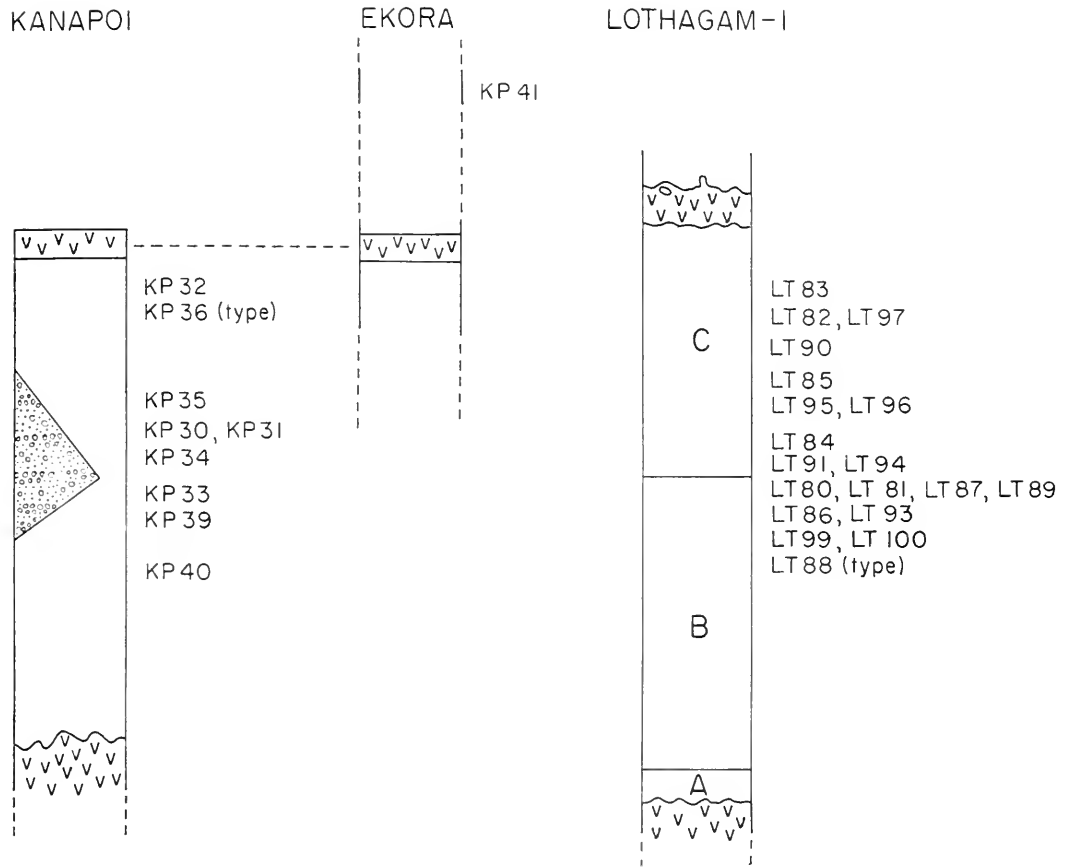 KANAPOI
EKORA
LOTHAGAM-1
KP 41
KP 32
KP 36 (type)
KP 35
KP 30, KP 31
KP 34
KP 33
KP 39
KP 40
C
B
A
LT 83
LT 82, LT 97
LT 90
LT 85
LT 95, LT 96
LT 84
LT 91, LT 94
LT 80, LT 81, LT 87, LT 89
LT 86, LT 93
LT 99, LT 100
LT 88 (type)